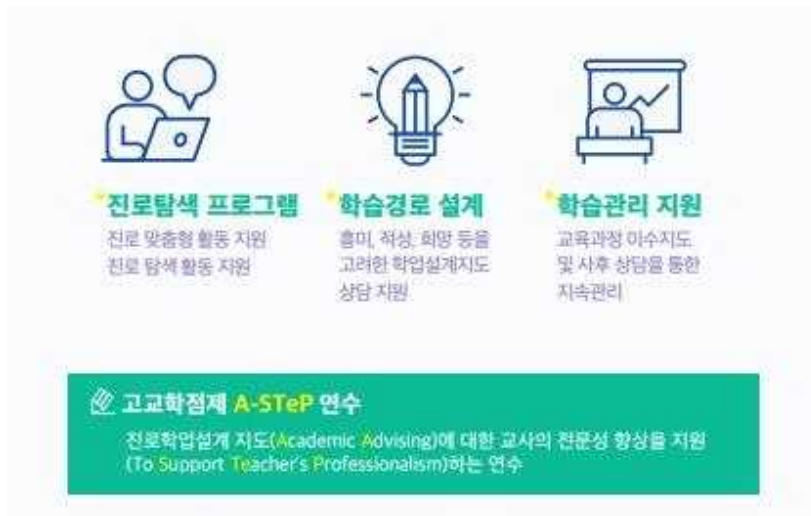 진로탐색 프로그램
진로 맞춤형 활동 지원
진로 탐색 활동 지원
학습경로 설계
흥미, 적성, 희망 등을
고려한 학업설계지도
상담 지원
학습관리 지원
교육과정 이수지도
및 사후 상담을 통한
지속관리
고교학점제 A-STeP 연수
진로학업설계 지도(Academic Advising)에 대한 교사의 전문성 향상을 지원
(To Support Teacher's Professionalism)하는 연수